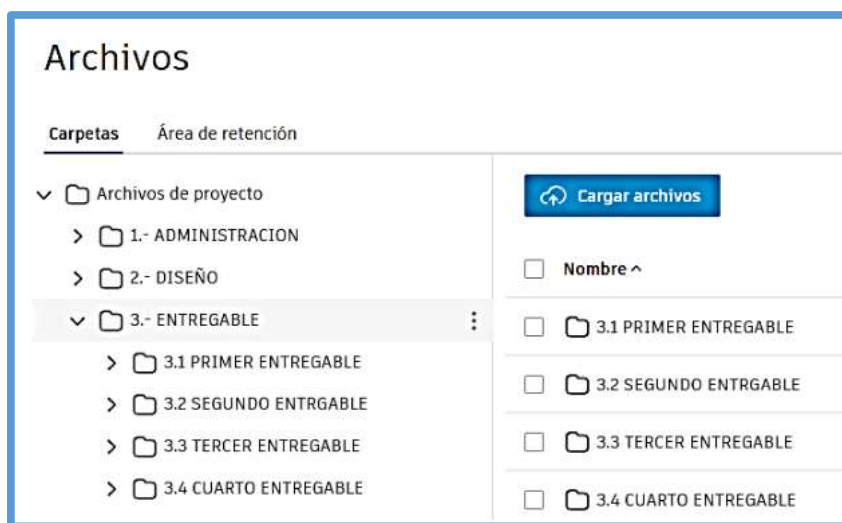 Archivos
Carpetas Área de retención
Archivos de proyecto
1.- ADMINISTRACION
2.- DISEÑO
3.- ENTREGABLE
3.1 PRIMER ENTREGABLE
3.2 SEGUNDO ENTRGABLE
3.3 TERCER ENTREGABLE
3.4 CUARTO ENTREGABLE
Cargar archivos
Nombre
3.1 PRIMER ENTREGABLE
3.2 SEGUNDO ENTRGABLE
3.3 TERCER ENTREGABLE
3.4 CUARTO ENTREGABLE